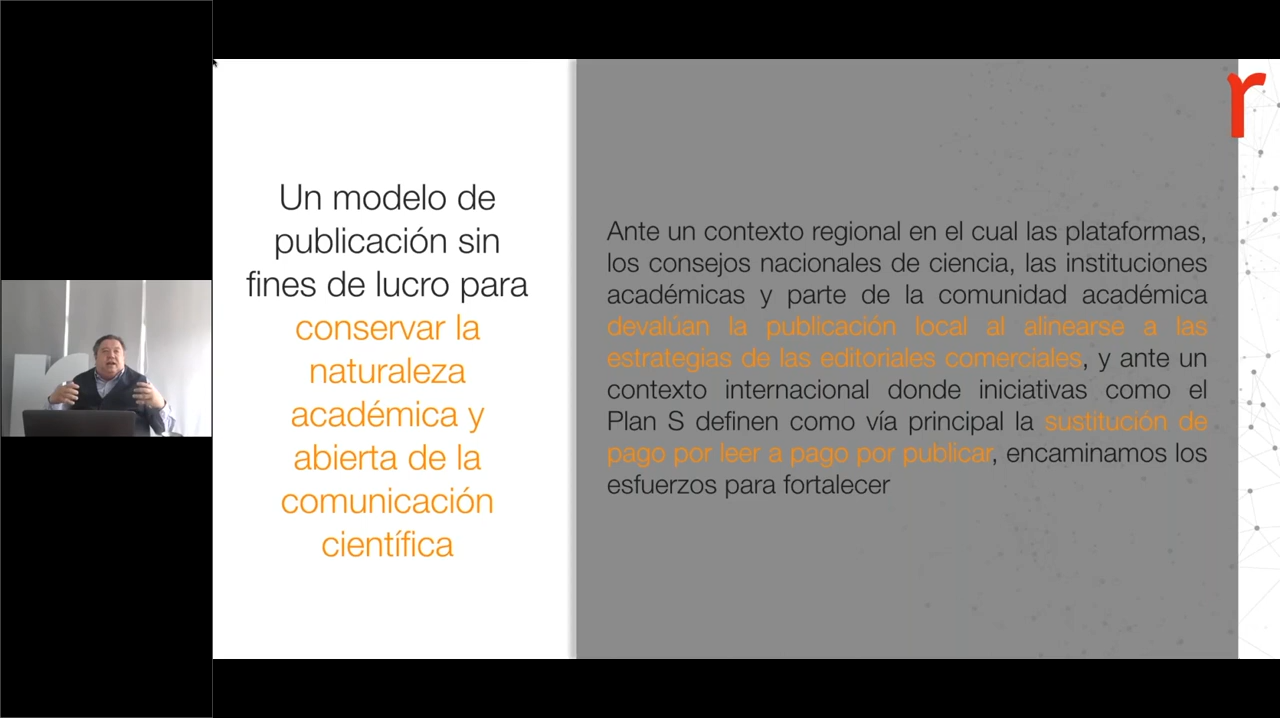 Un modelo de
publicación sin
fines de lucro para
conservar la
naturaleza
académica y
abierta de la
comunicación
científica
Ante un contexto regional en el cual las plataformas,
los consejos nacionales de ciencia, las instituciones
académicas y parte de la comunidad académica
devalúan la publicación local al alinearse a las
estrategias de las editoriales comerciales, y ante un
contexto internacional donde iniciativas como el
Plan S definen como vía principal la sustitución de
pago por leer a pago por publicar, encaminamos los
esfuerzos para fortalecer
r